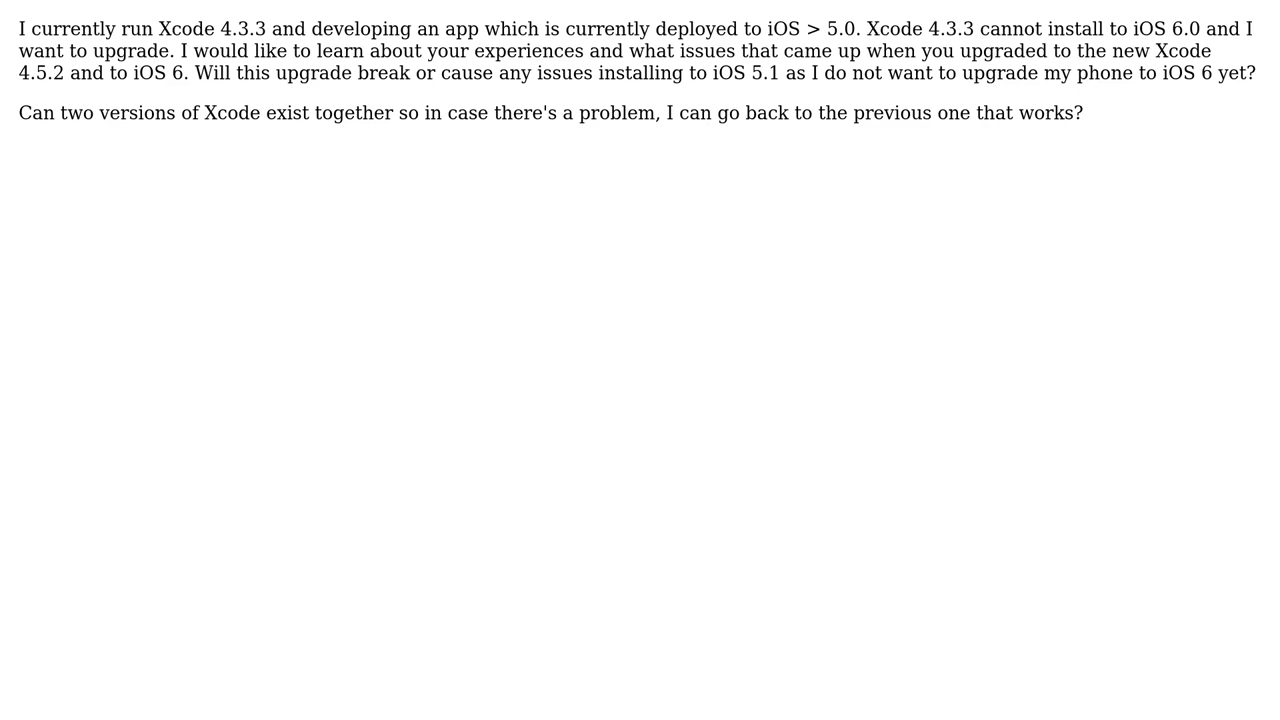 I currently run Xcode 4.3.3 and developing an app which is currently deployed to iOS > 5.0. Xcode 4.3.3 cannot install to iOS 6.0 and I
want to upgrade. I would like to learn about your experiences and what issues that came up when you upgraded to the new Xcode
4.5.2 and to iOS 6. Will this upgrade break or cause any issues installing to iOS 5.1 as I do not want to upgrade my phone to iOS 6 yet?
Can two versions of Xcode exist together so in case there's a problem, I can go back to the previous one that works?